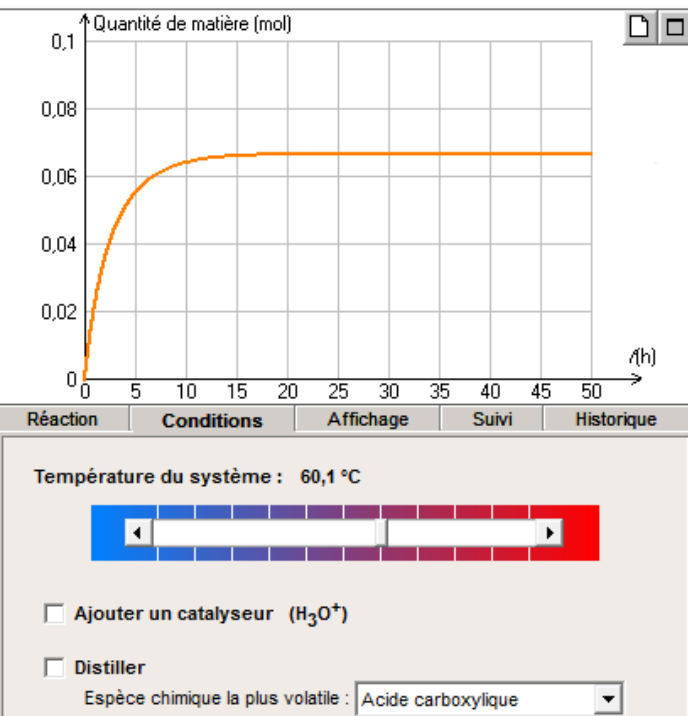 Quantité de matière (mol)
0,1
0,08
0,06
0,04
0,02
0
t(h)
0 5 10 15 20 25 30 35 40 45 50
Réaction Conditions Affichage Suivi Historique
Température du système : 60,1 °C
Ajouter un catalyseur (H₃O⁺)
Distiller
Espèce chimique la plus volatile : Acide carboxylique